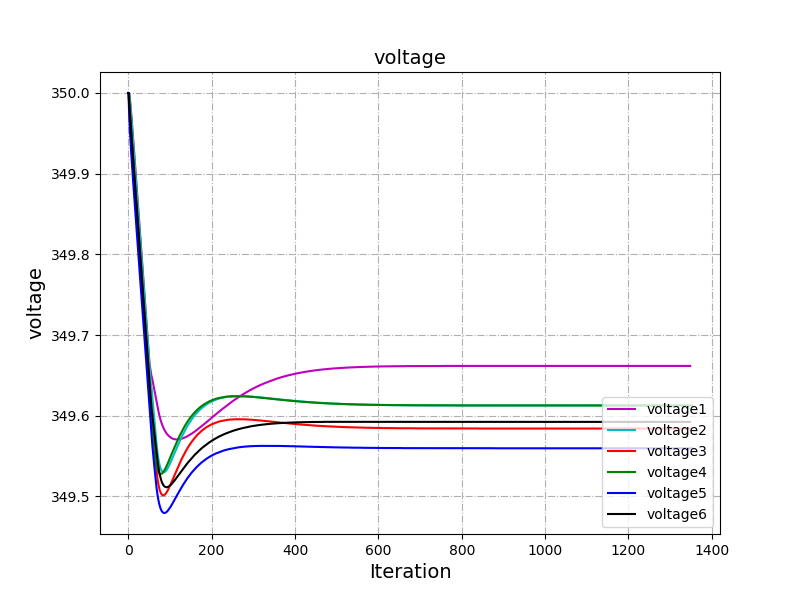 voltage
350.0
349.9
349.8
349.7
349.6
349.5
voltage
0
200
400
600
800
1000
1200
1400
Iteration
voltage1
voltage2
voltage3
voltage4
voltage5
voltage6